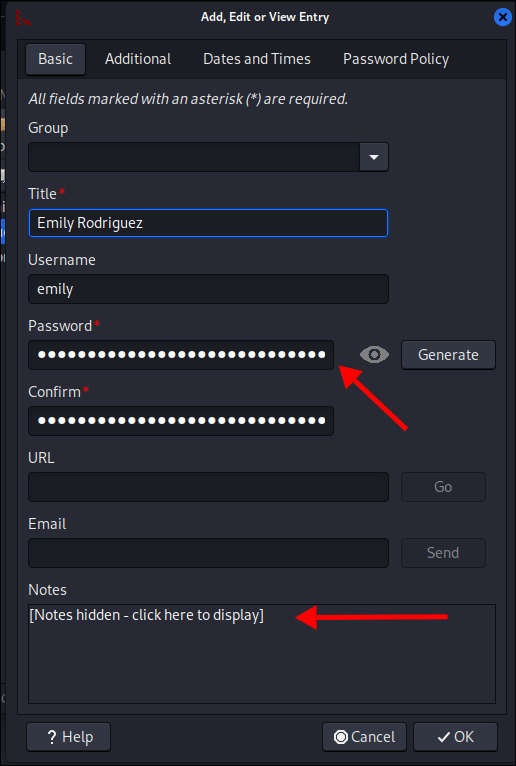 Add, Edit or View Entry
Basic Additional Dates and Times Password Policy
All fields marked with an asterisk (*) are required.
Group
Title*
Emily Rodriguez
Username
emily
Password*
●●●●●●●●●●●●●●●●●●●●●●●●●●●●● Generate
Confirm*
●●●●●●●●●●●●●●●●●●●●●●●●●●●●●
URL
Go
Email
Send
Notes
[Notes hidden - click here to display]
? Help Cancel OK